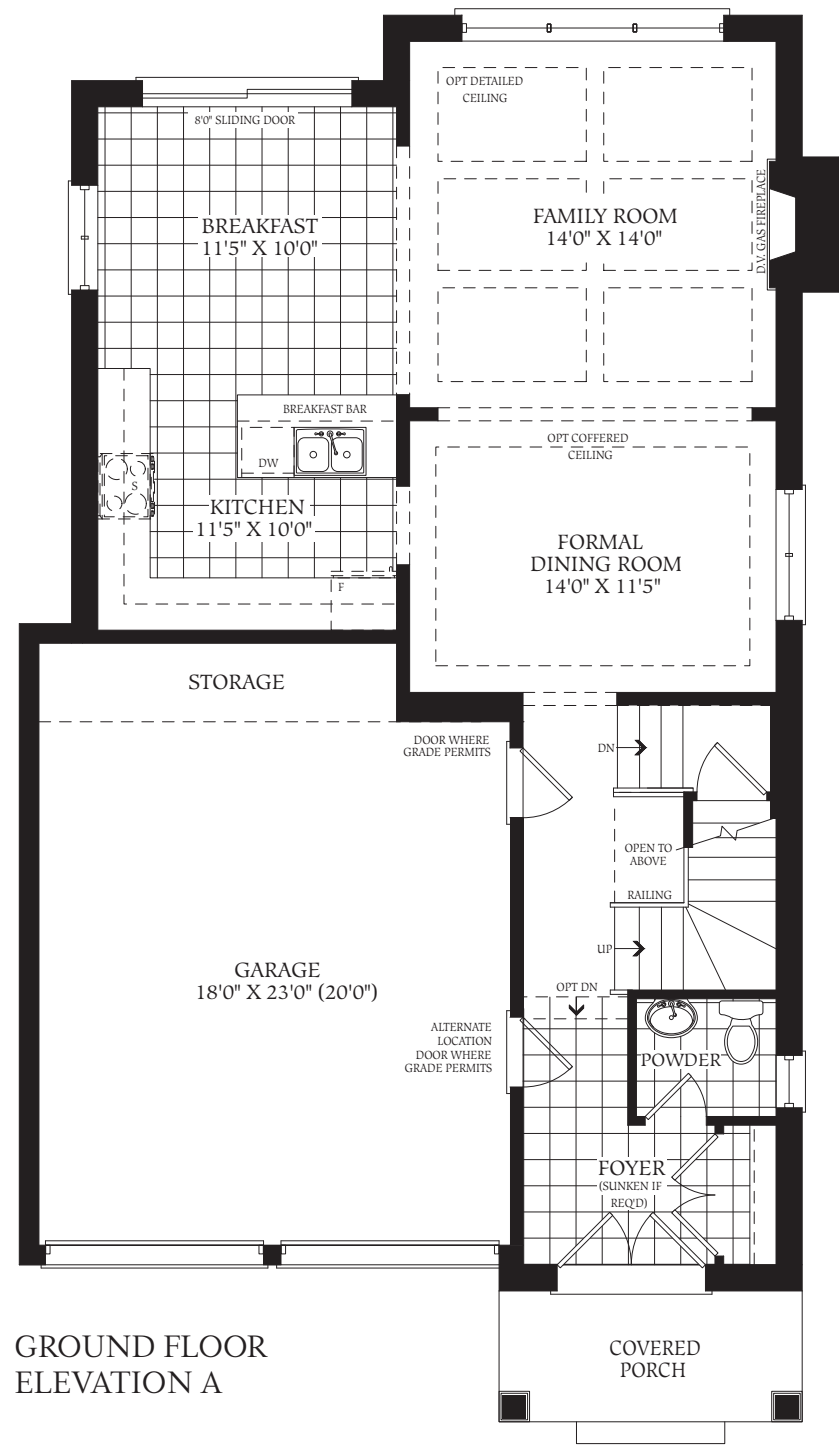 OPT DETAILED
CEILING
8'0" SLIDING DOOR
BREAKFAST
11'5" X 10'0"
FAMILY ROOM
14'0" X 14'0"
D.V. GAS FIREPLACE
BREAKFAST BAR
DW
S
KITCHEN
11'5" X 10'0"
F
OPT COFFERED
CEILING
FORMAL
DINING ROOM
14'0" X 11'5"
STORAGE
DOOR WHERE
GRADE PERMITS
DN
OPEN TO
ABOVE
RAILING
UP
OPT DN
GARAGE
18'0" X 23'0" (20'0")
ALTERNATE
LOCATION
DOOR WHERE
GRADE PERMITS
POWDER
FOYER
(SUNKEN IF
REQ'D)
COVERED
PORCH
GROUND FLOOR
ELEVATION A